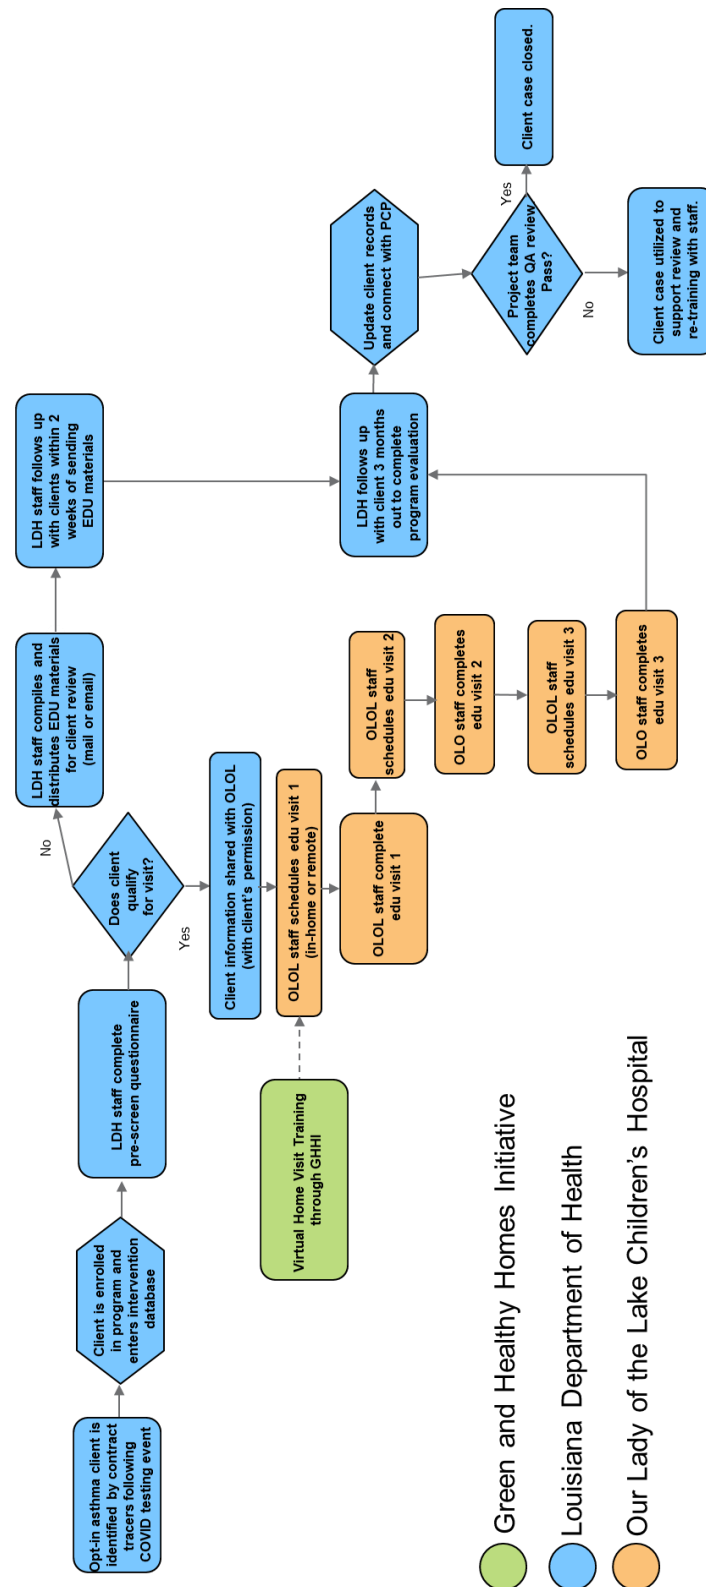 Opt-in asthma client is
identified by contract
tracers following
COVID testing event
Client is enrolled
in program and
enters intervention
database
LDH staff complete
pre-screen questionnaire
Does client
qualify
for visit?
No
Yes
LDH staff compiles and
distributes EDU materials
for client review
(mail or email)
LDH staff follows up
with clients within 2
weeks of sending
EDU materials
Client information shared with OLOL
(with client's permission)
Virtual Home Visit Training
through GHHI
OLOL staff schedules edu visit 1
(in-home or remote)
OLOL staff complete
edu visit 1
OLOL staff
schedules edu visit 2
OLO staff completes
edu visit 2
OLOL staff
schedules edu visit 3
OLO staff completes
edu visit 3
LDH follows up
with client 3 months
out to complete
program evaluation
Update client records
and connect with PCP
Project team
completes QA review
Pass?
Yes
Client case closed.
No
Client case utilized to
support review and
re-training with staff.
Green and Healthy Homes Initiative
Louisiana Department of Health
Our Lady of the Lake Children's Hospital